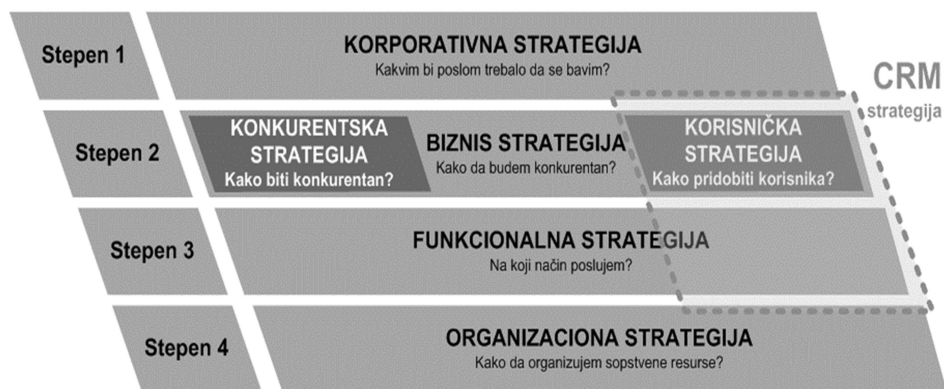 Stepen 1
KORPORATIVNA STRATEGIJA
Kakvim bi poslom trebalo da se bavim?
CRM
strategija
Stepen 2
KONKURENTSKA
STRATEGIJA
Kako biti konkurentan?
BIZNIS STRATEGIJA
Kako da budem konkurentan?
KORISNIČKA
STRATEGIJA
Kako pridobiti korisnika?
Stepen 3
FUNKCIONALNA STRATEGIJA
Na koji način poslujem?
Stepen 4
ORGANIZACIONA STRATEGIJA
Kako da organizujem sopstvene resurse?